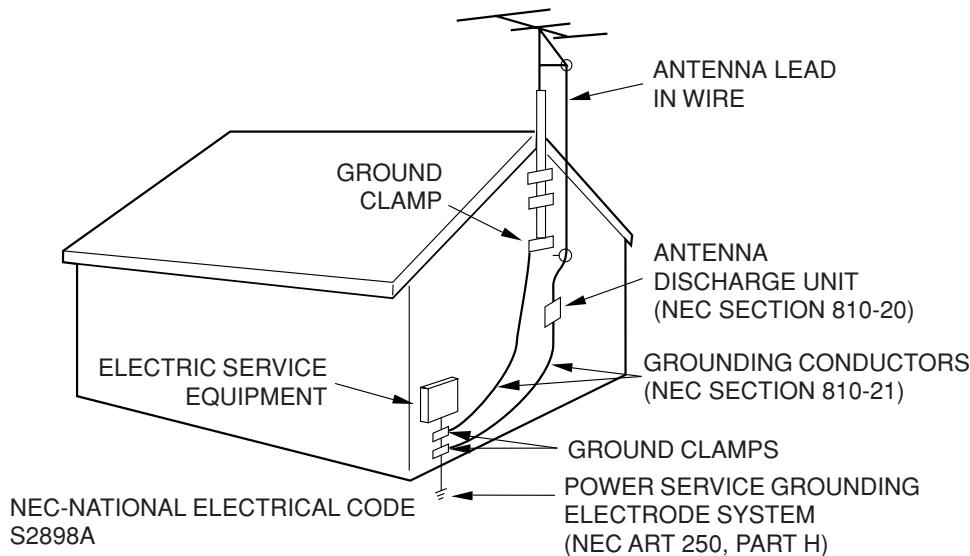 ANTENNA LEAD
IN WIRE
GROUND
CLAMP
ANTENNA
DISCHARGE UNIT
(NEC SECTION 810-20)
ELECTRIC SERVICE
EQUIPMENT
GROUNDING CONDUCTORS
(NEC SECTION 810-21)
GROUND CLAMPS
POWER SERVICE GROUNDING
ELECTRODE SYSTEM
(NEC ART 250, PART H)
NEC-NATIONAL ELECTRICAL CODE
S2898A